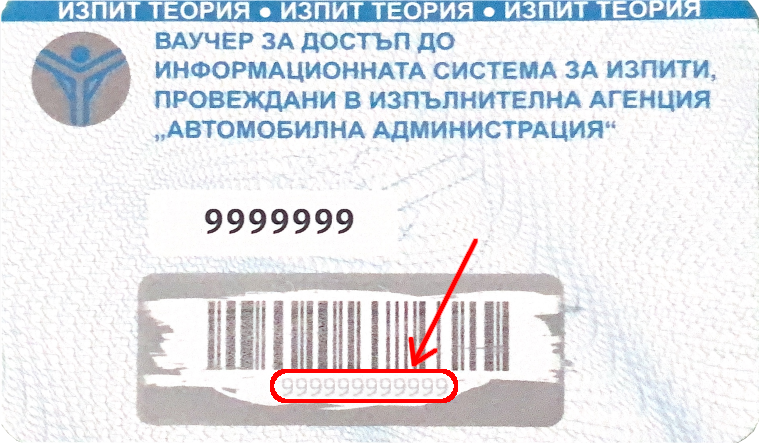 ИЗПИТ ТЕОРИЯ • ИЗПИТ ТЕОРИЯ • ИЗПИТ ТЕОРИЯ
ВАУЧЕР ЗА ДОСТЪП ДО
ИНФОРМАЦИОННАТА СИСТЕМА ЗА ИЗПИТИ,
ПРОВЕЖДАНИ В ИЗПЪЛНИТЕЛНА АГЕНЦИЯ
„АВТОМОБИЛНА АДМИНИСТРАЦИЯ“
9999999
999999999999